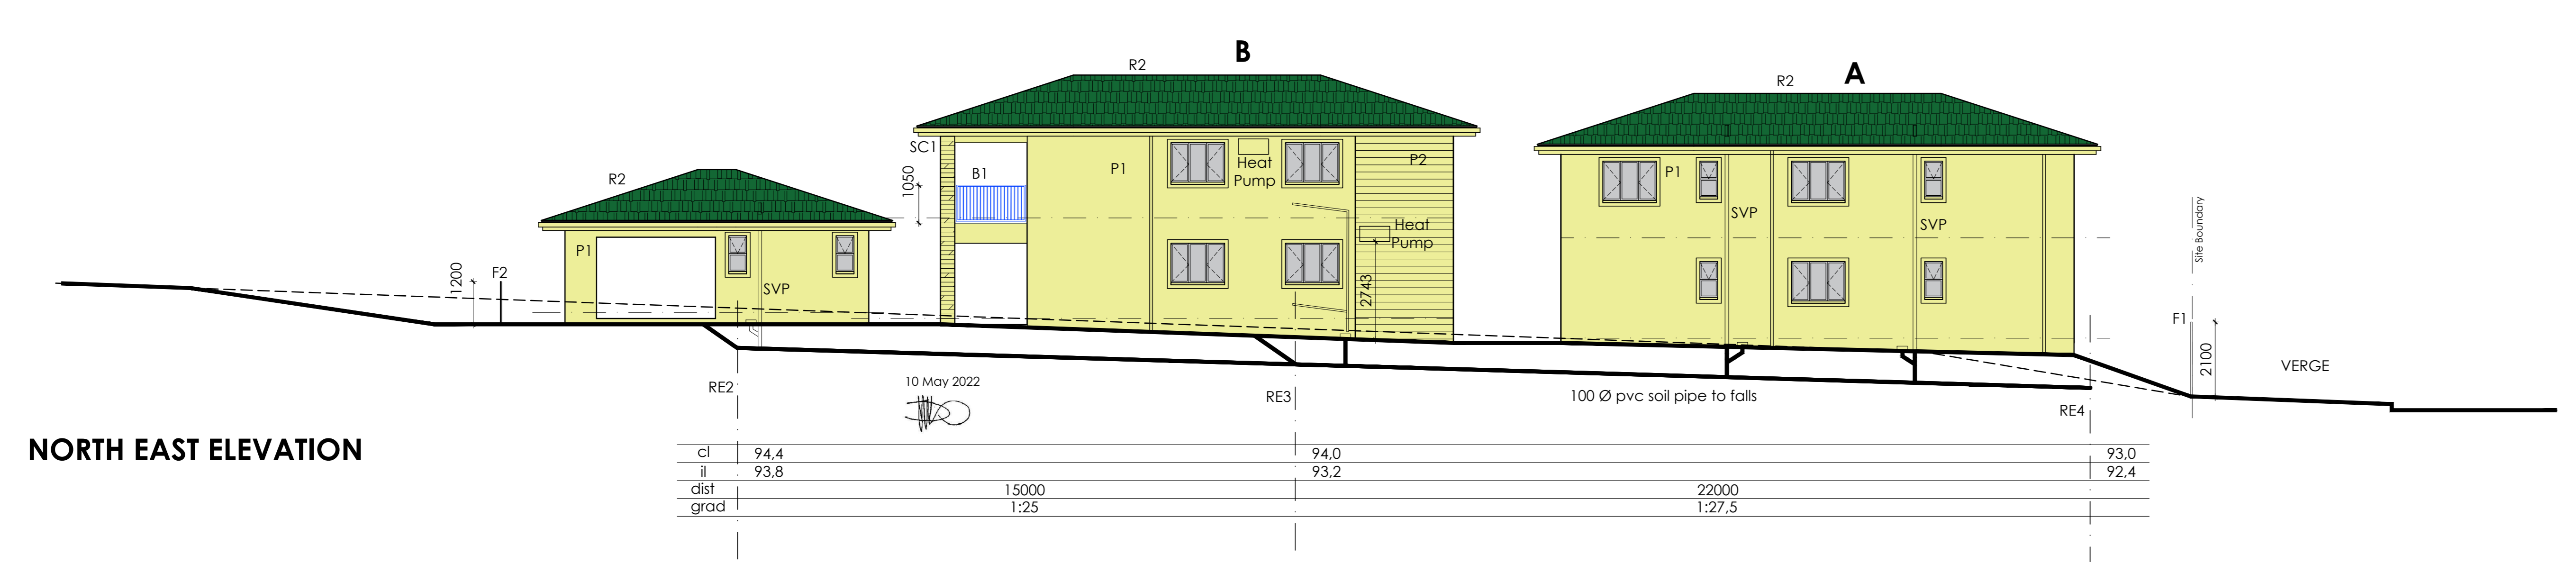 B
A
R2
R2
R2
SC1
B1
P1
Heat
Pump
P2
P1
1050
SVP
SVP
Heat
Pump
Site Boundary
P1
F2
1200
SVP
2743
F1
2100
VERGE
10 May 2022
RE2
RE3
100 Ø pvc soil pipe to falls
RE4
NORTH EAST ELEVATION
cl 94,4 94,0 93,0
il 93,8 93,2 92,4
dist 15000 22000
grad 1:25 1:27,5